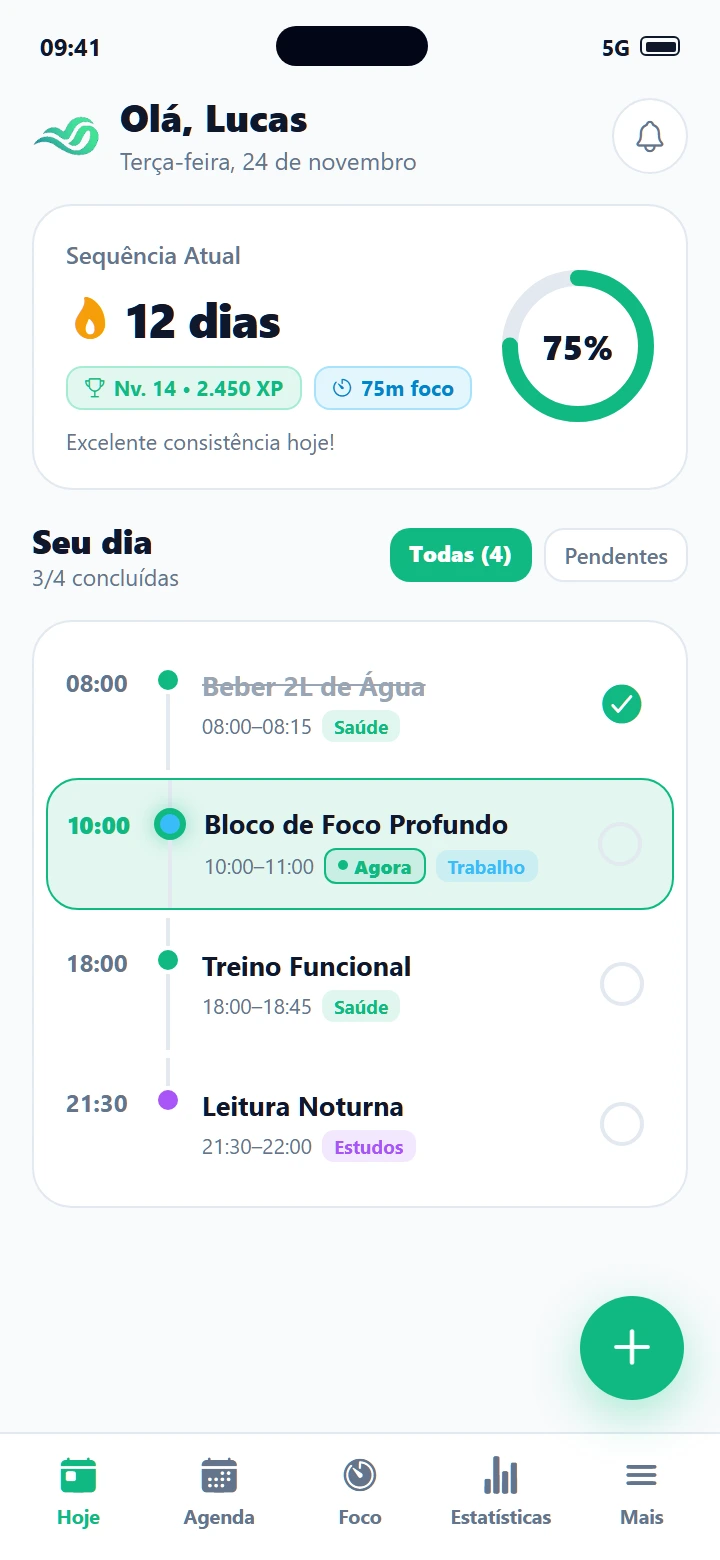 09:41
5G
Olá, Lucas
Terça-feira, 24 de novembro
Sequência Atual
12 dias
Nv. 14 • 2.450 XP
75m foco
Excelente consistência hoje!
75%
Seu dia
3/4 concluídas
Todas (4)
Pendentes
08:00
Beber 2L de Água
08:00–08:15
Saúde
10:00
Bloco de Foco Profundo
10:00–11:00
Agora
Trabalho
18:00
Treino Funcional
18:00–18:45
Saúde
21:30
Leitura Noturna
21:30–22:00
Estudos
Hoje
Agenda
Foco
Estatísticas
Mais